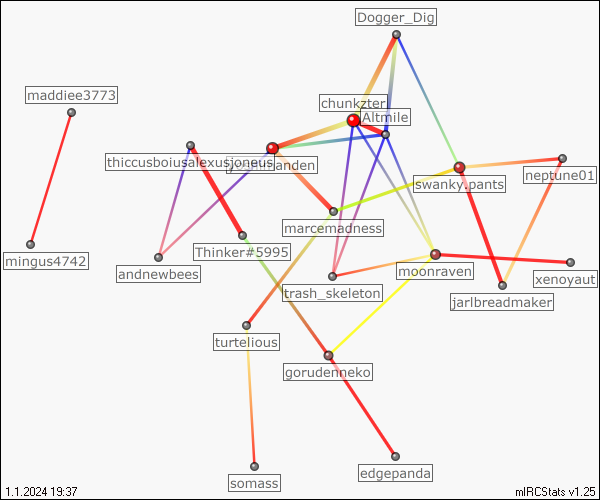 Dogger_Dig
maddiee3773
chunkzter
Altmile
thiccusboiusalexusjoneus
neptune01
swanky.pants
marcemadness
Thinker#5995
mingus4742
andnewbees
moonraven
xenoyaut
trash_skeleton
jarlbreadmaker
turtelious
gorudenneko
edgepanda
somass
1.1.2024 19:37
mIRCStats v1.25